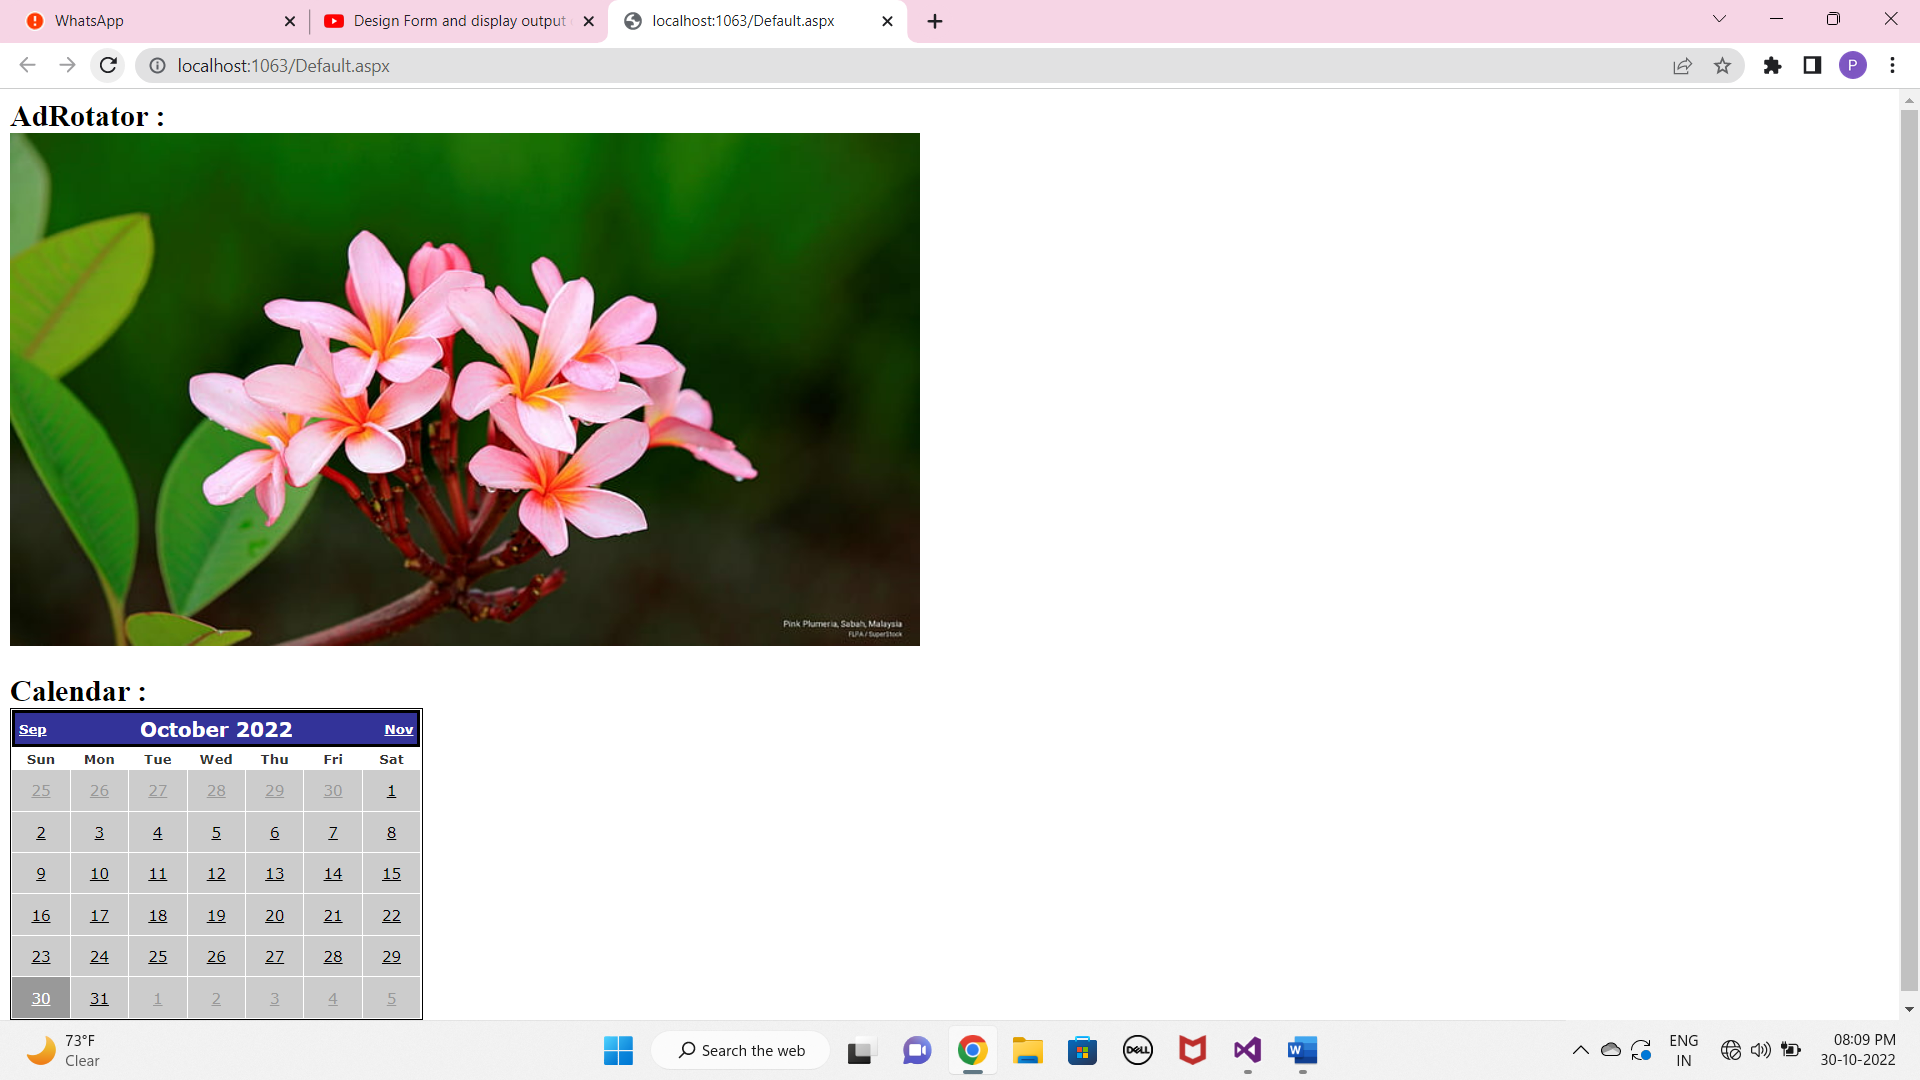 WhatsApp
Design Form and display output
localhost:1063/Default.aspx
localhost:1063/Default.aspx
P
AdRotator :
Pink Plumeria, Sabah, Malaysia
FLPA / SuperStock
Calendar :
Sep October 2022 Nov
Sun Mon Tue Wed Thu Fri Sat
25 26 27 28 29 30 1
2 3 4 5 6 7 8
9 10 11 12 13 14 15
16 17 18 19 20 21 22
23 24 25 26 27 28 29
30 31 1 2 3 4 5
73°F
Clear
Search the web
DELL
W
ENG
IN
08:09 PM
30-10-2022